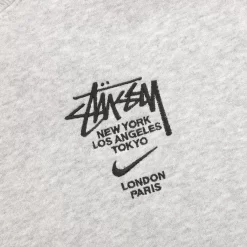 STÜSSY
NEW YORK
LOS ANGELES
TOKYO
LONDON
PARIS